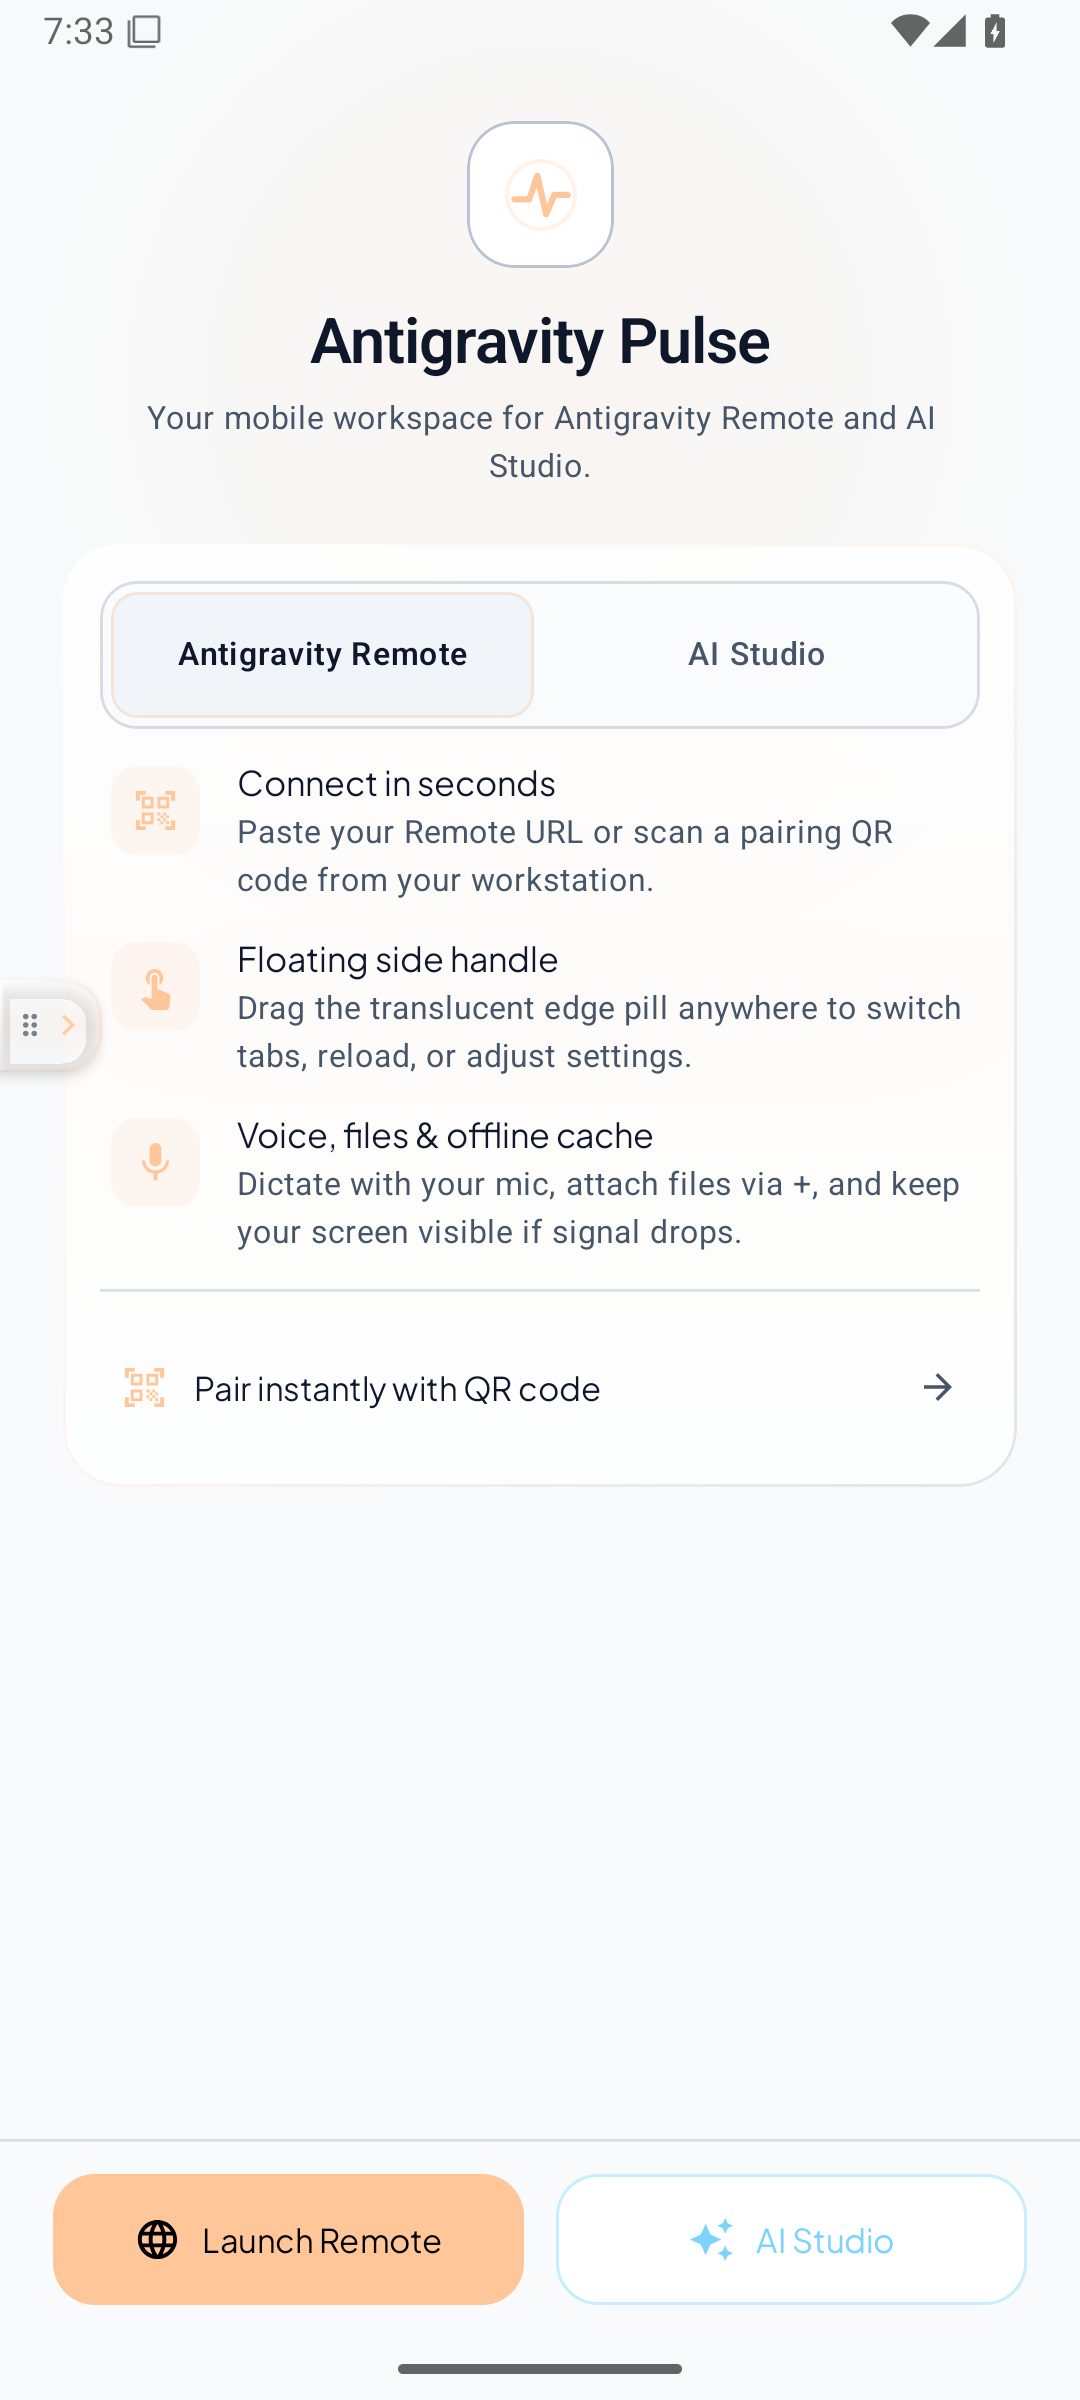 7:33
Antigravity Pulse
Your mobile workspace for Antigravity Remote and AI
Studio.
Antigravity Remote
AI Studio
Connect in seconds
Paste your Remote URL or scan a pairing QR
code from your workstation.
Floating side handle
Drag the translucent edge pill anywhere to switch
tabs, reload, or adjust settings.
Voice, files & offline cache
Dictate with your mic, attach files via +, and keep
your screen visible if signal drops.
Pair instantly with QR code
Launch Remote
AI Studio